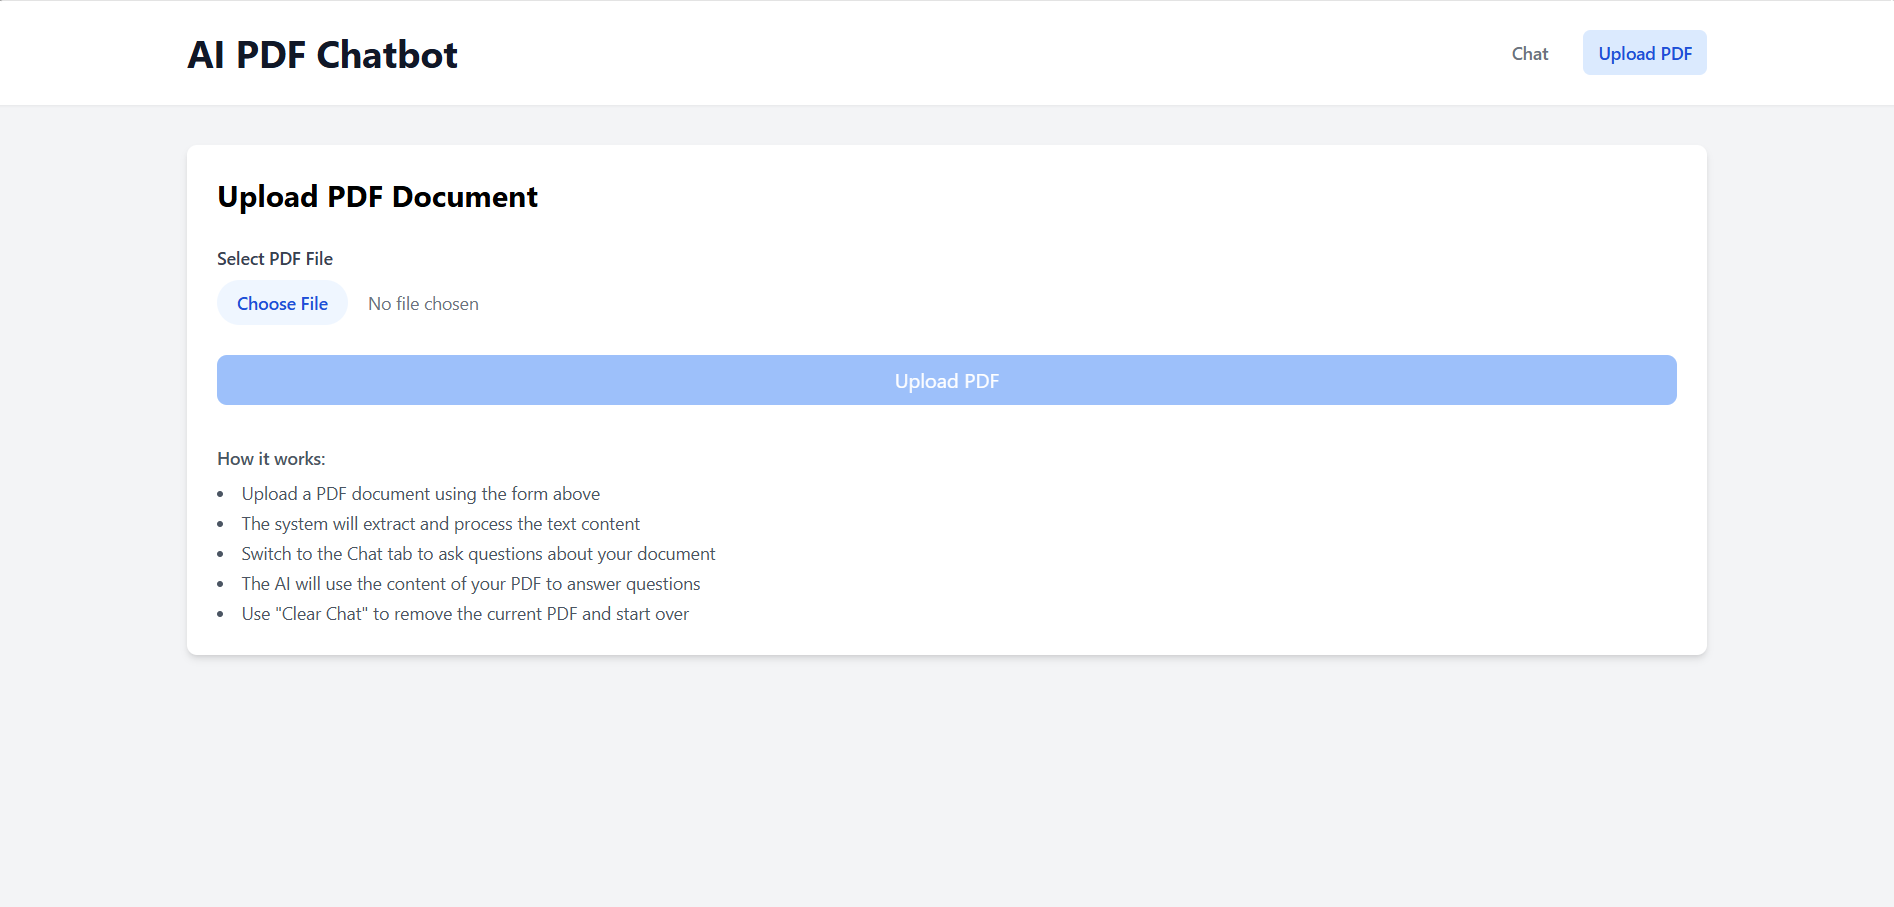 AI PDF Chatbot
Chat
Upload PDF
Upload PDF Document
Select PDF File
Choose File No file chosen
Upload PDF
How it works:
• Upload a PDF document using the form above
• The system will extract and process the text content
• Switch to the Chat tab to ask questions about your document
• The AI will use the content of your PDF to answer questions
• Use "Clear Chat" to remove the current PDF and start over